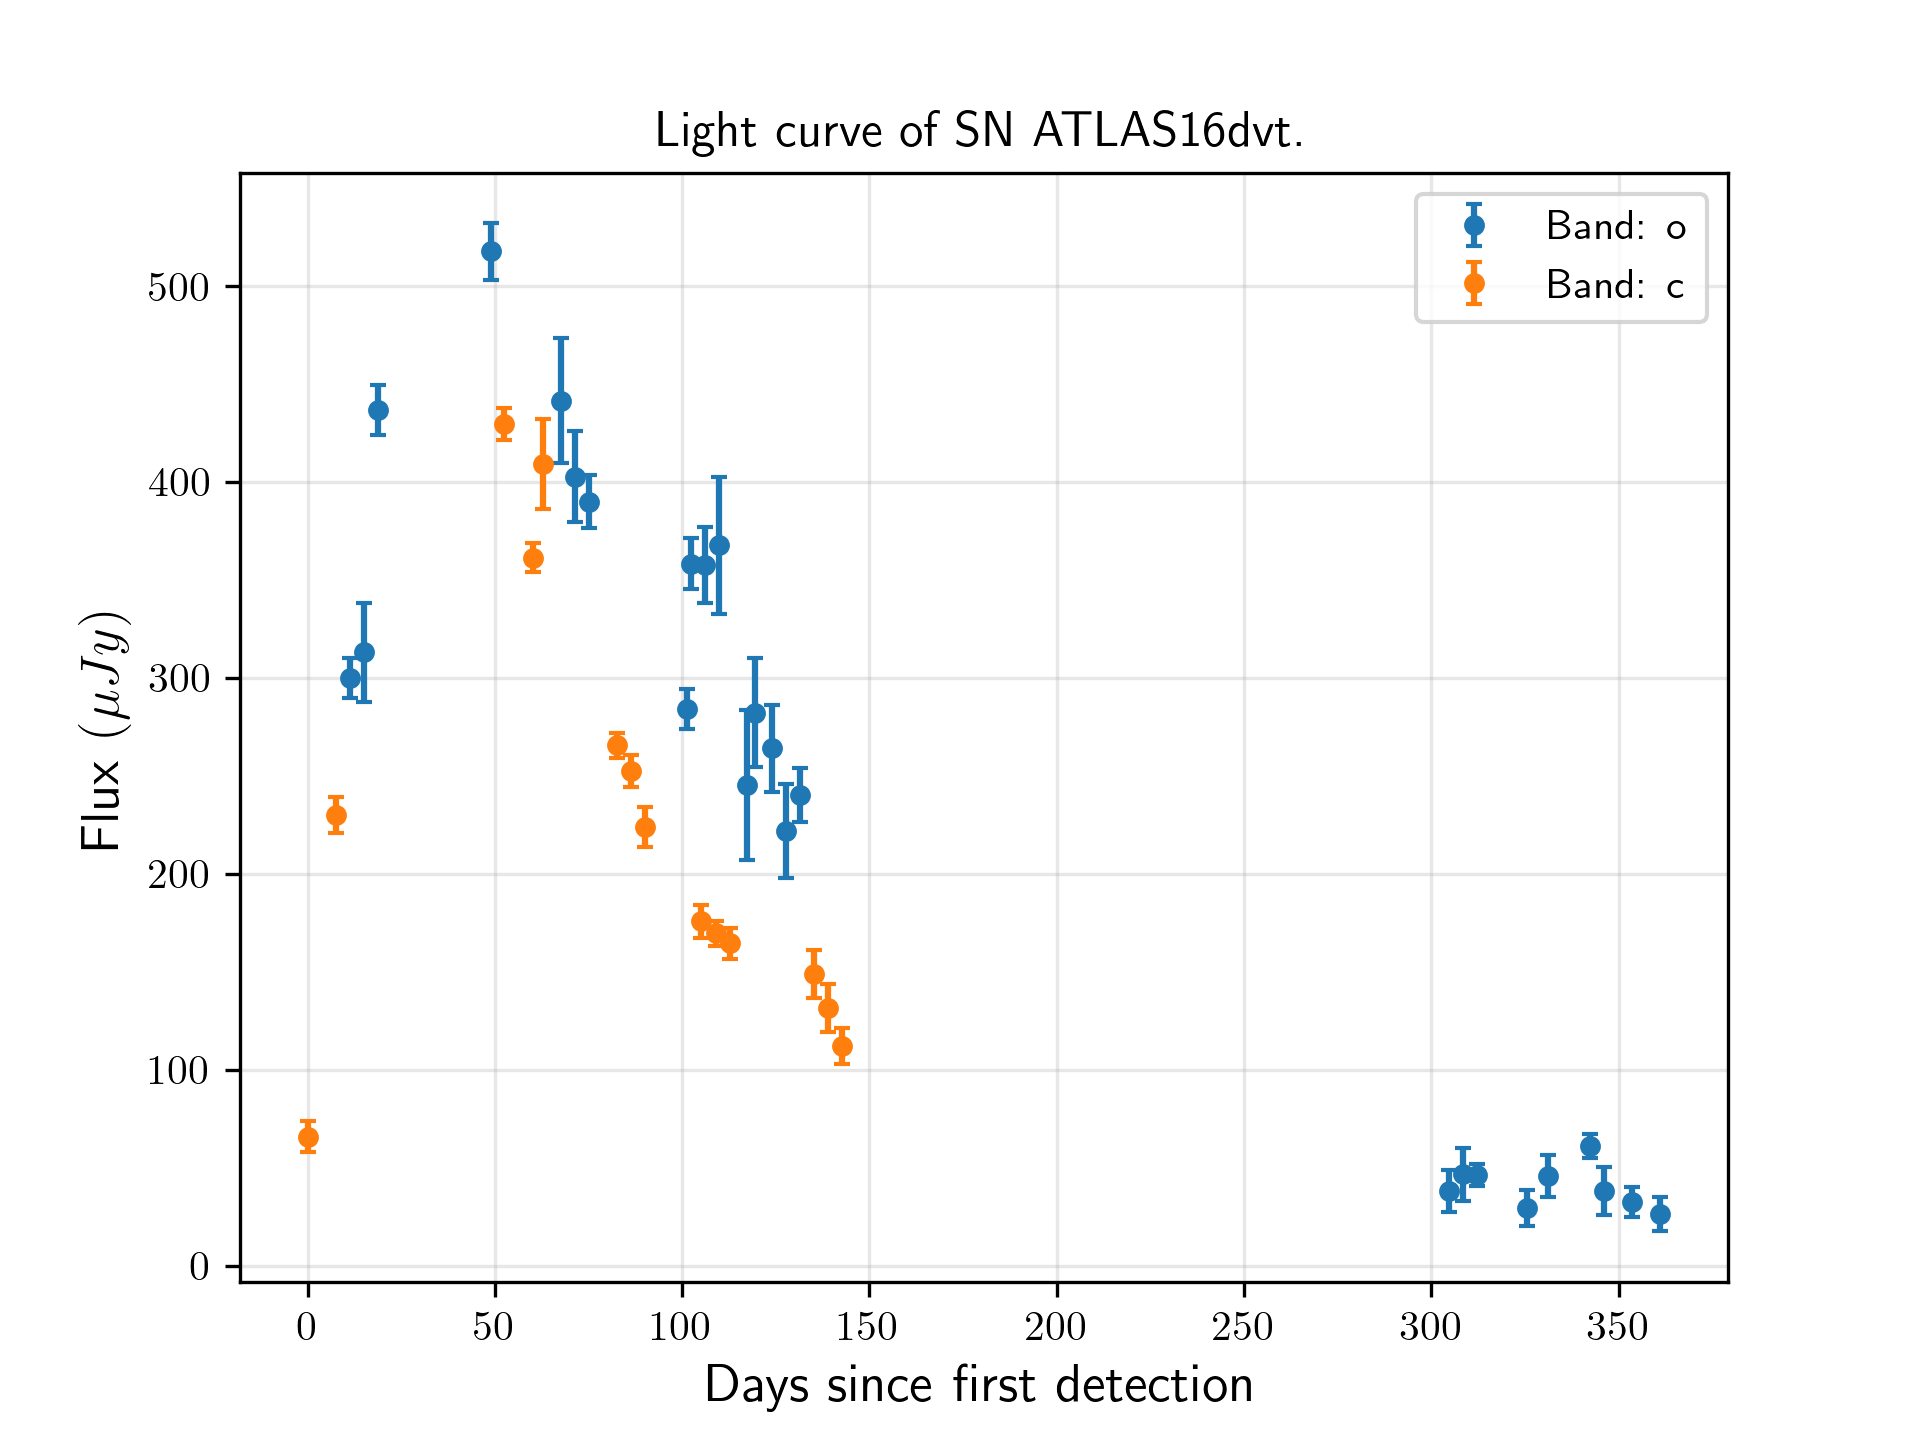 Light curve of SN ATLAS16dvt.
Band: o
Band: c
Flux (μJy)
500
400
300
200
100
0
0 50 100 150 200 250 300 350
Days since first detection